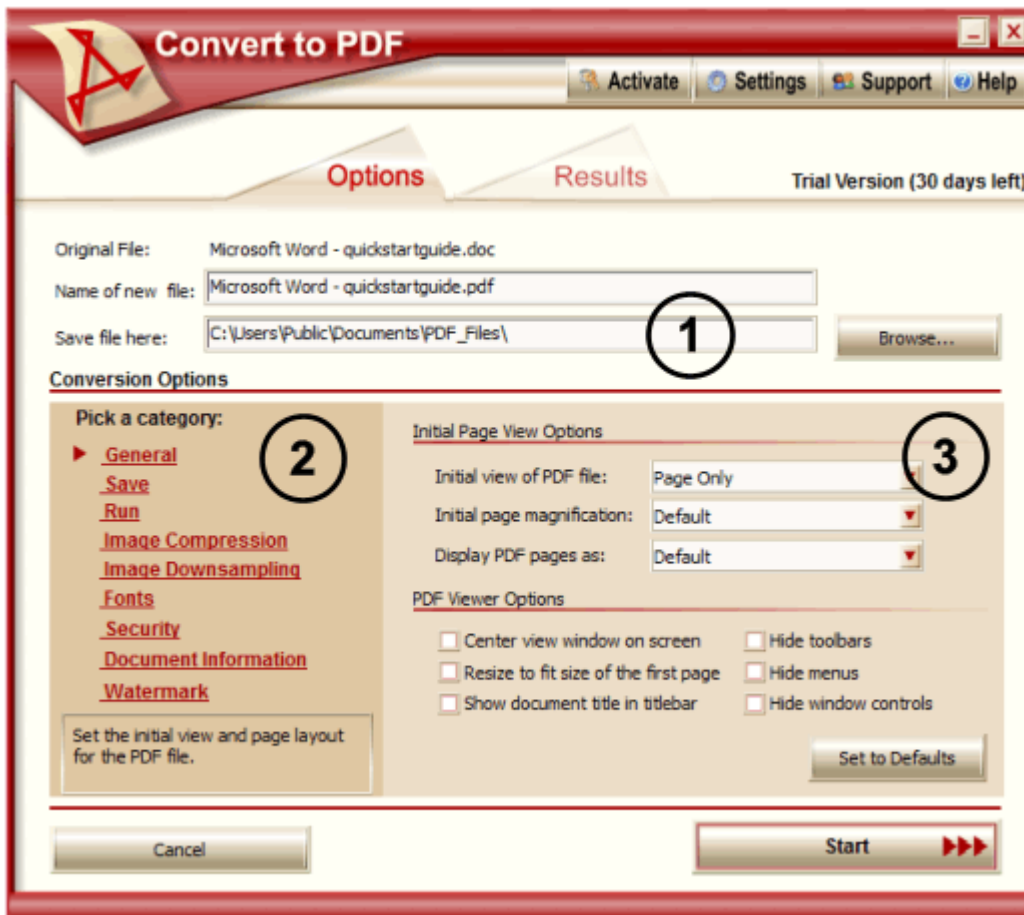 Convert to PDF
Activate Settings Support Help
Options Results Trial Version (30 days left)
Original File: Microsoft Word - quickstartguide.doc
Name of new file: Microsoft Word - quickstartguide.pdf
Save file here: C:\Users\Public\Documents\PDF_Files\ 1 Browse...
Conversion Options
Pick a category:
General
Save
Run
Image Compression
Image Downsampling
Fonts
Security
Document Information
Watermark
2
Set the initial view and page layout
for the PDF file.
Initial Page View Options
3
Initial view of PDF file: Page Only
Initial page magnification: Default
Display PDF pages as: Default
PDF Viewer Options
Center view window on screen Hide toolbars
Resize to fit size of the first page Hide menus
Show document title in titlebar Hide window controls
Set to Defaults
Cancel Start